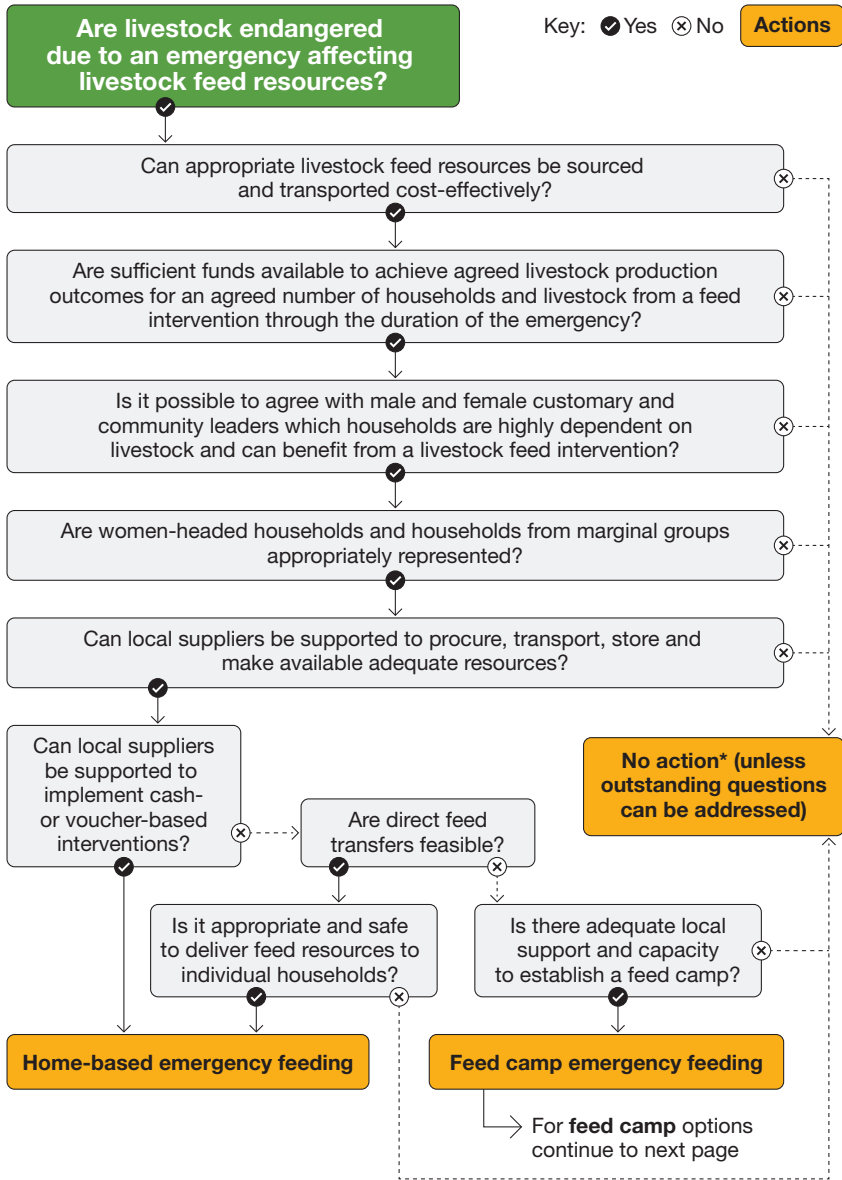 Are livestock endangered
due to an emergency affecting
livestock feed resources?
Key: Yes No Actions
Can appropriate livestock feed resources be sourced
and transported cost-effectively?
Are sufficient funds available to achieve agreed livestock production
outcomes for an agreed number of households and livestock from a feed
intervention through the duration of the emergency?
Is it possible to agree with male and female customary and
community leaders which households are highly dependent on
livestock and can benefit from a livestock feed intervention?
Are women-headed households and households from marginal groups
appropriately represented?
Can local suppliers be supported to procure, transport, store and
make available adequate resources?
Can local suppliers
be supported to
implement cash-
or voucher-based
interventions?
No action* (unless
outstanding questions
can be addressed)
Are direct feed
transfers feasible?
Is it appropriate and safe
to deliver feed resources to
individual households?
Is there adequate local
support and capacity
to establish a feed camp?
Home-based emergency feeding
Feed camp emergency feeding
For feed camp options
continue to next page